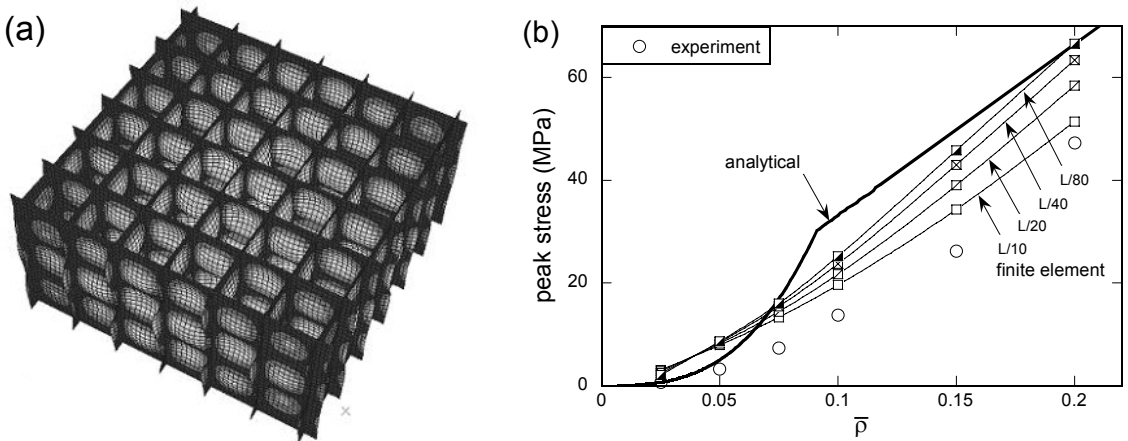 (a)
(b)
experiment
60
40
20
0
peak stress (MPa)
analytical
L/80
L/40
L/20
L/10
finite element
0
0.05
0.1
0.15
0.2
ρ̅